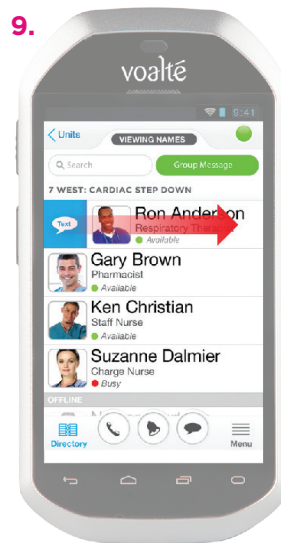 9.
voalté
9:41
Units
VIEWING NAMES
Search
Group Message
7 WEST: CARDIAC STEP DOWN
Text
Ron Anderson
Respiratory Therapist
Available
Gary Brown
Pharmacist
Available
Ken Christian
Staff Nurse
Available
Suzanne Dalmier
Charge Nurse
Busy
OFFLINE
Directory
Menu